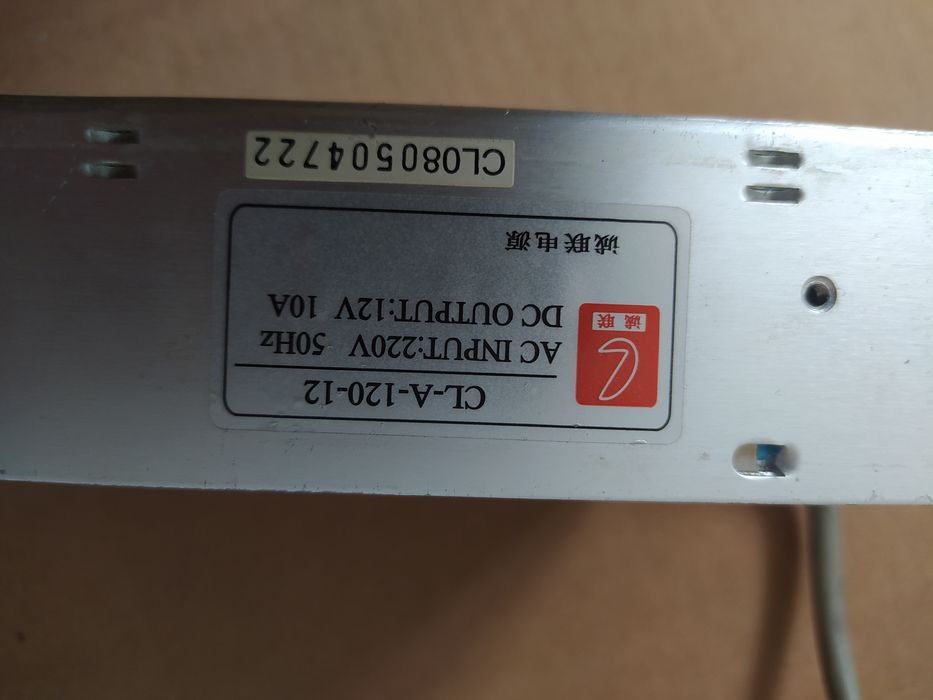 诚联
CL-A-120-12
AC INPUT:220V 50Hz
DC OUTPUT:12V 10A
诚联电源
CL080504722